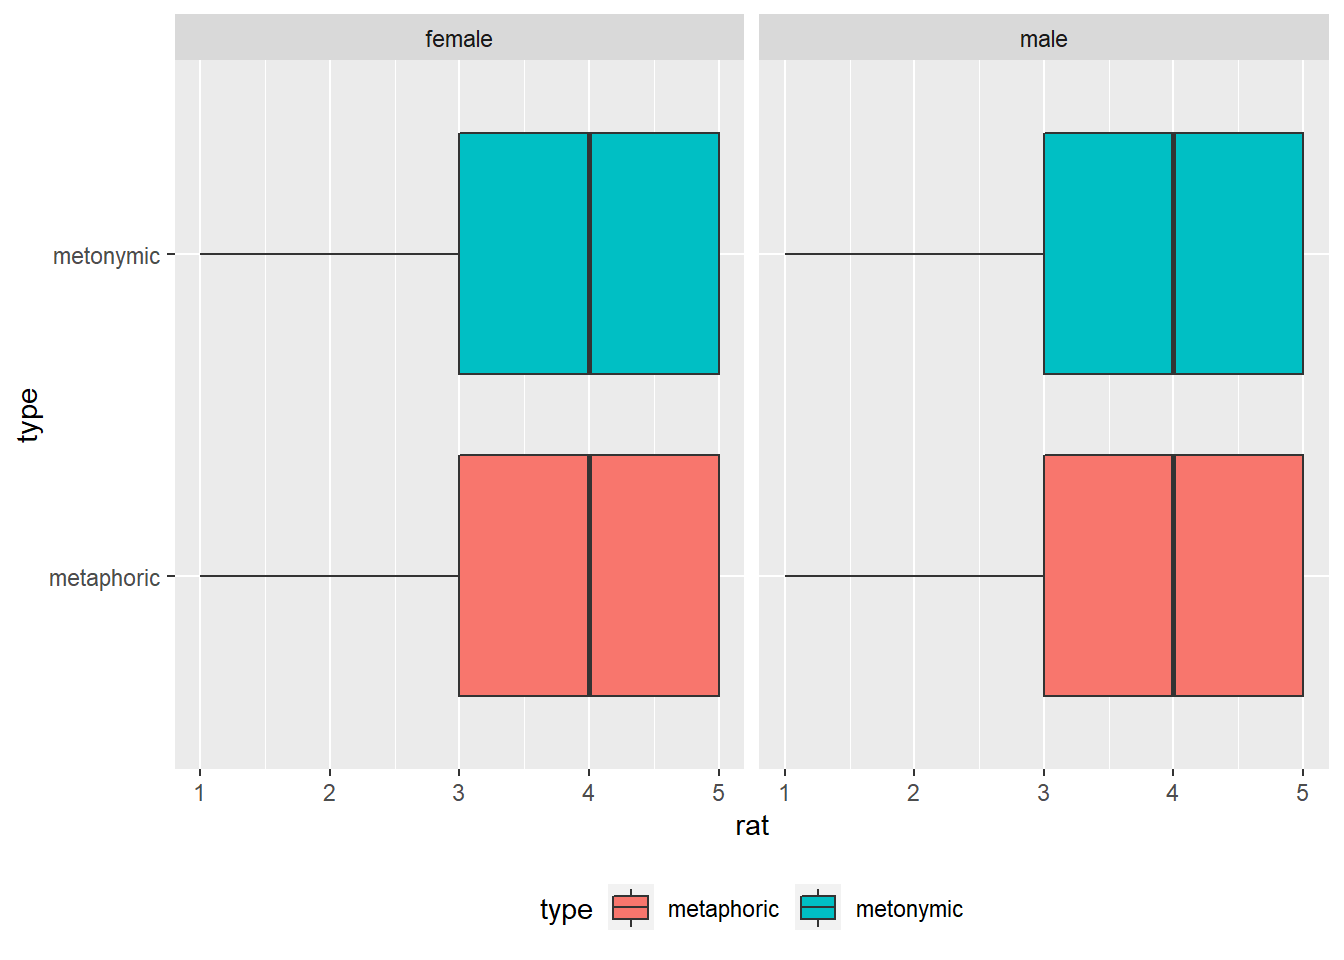 female male
metonymic
type
metaphoric
1 2 3 4 5 1 2 3 4 5
rat
type metaphoric metonymic